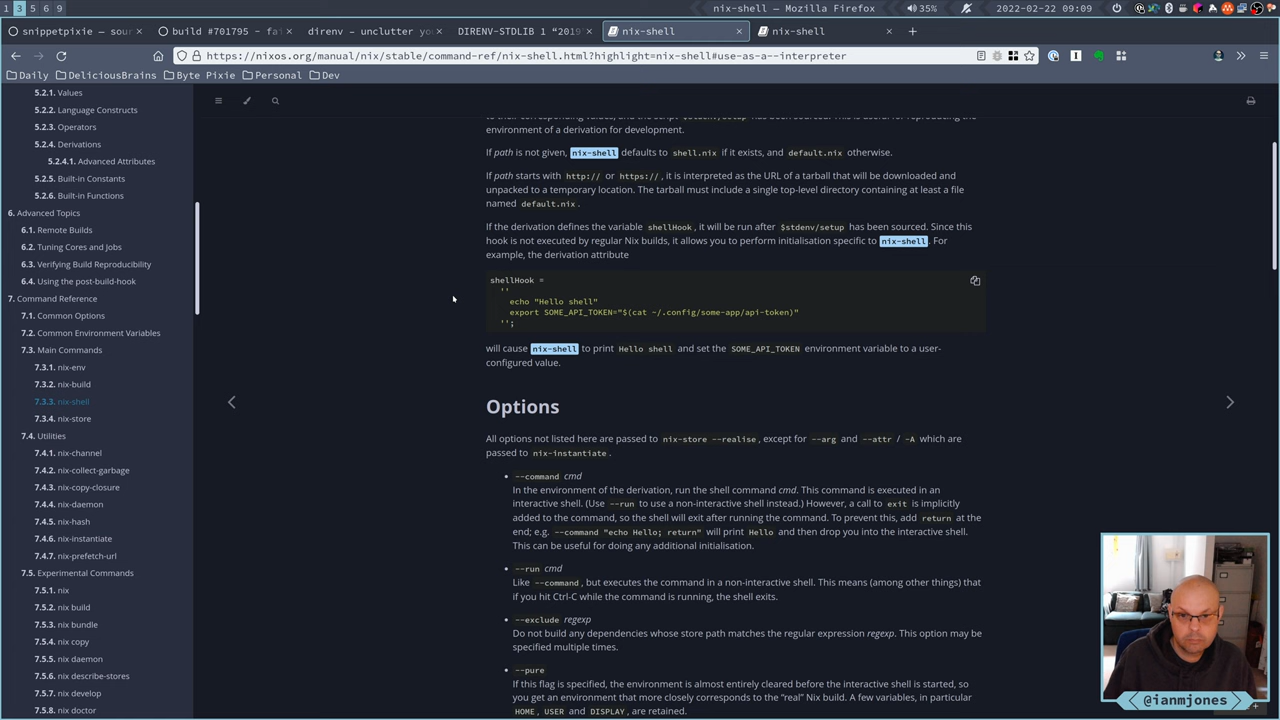 1 3 5 6 9
nix-shell — Mozilla Firefox
35%
2022-02-22 09:09
snippetpixie — sour
build #701795 - fai
direnv – unclutter you
DIRENV-STDLIB 1 "2019
nix-shell
nix-shell
https://nixos.org/manual/nix/stable/command-ref/nix-shell.html?highlight=nix-shell#use-as-a--interpreter
Daily
DeliciousBrains
Byte Pixie
Personal
Dev
5.2.1. Values
5.2.2. Language Constructs
5.2.3. Operators
5.2.4. Derivations
5.2.4.1. Advanced Attributes
5.2.5. Built-in Constants
5.2.6. Built-in Functions
6. Advanced Topics
6.1. Remote Builds
6.2. Tuning Cores and Jobs
6.3. Verifying Build Reproducibility
6.4. Using the post-build-hook
7. Command Reference
7.1. Common Options
7.2. Common Environment Variables
7.3. Main Commands
7.3.1. nix-env
7.3.2. nix-build
7.3.3. nix-shell
7.3.4. nix-store
7.4. Utilities
7.4.1. nix-channel
7.4.2. nix-collect-garbage
7.4.3. nix-copy-closure
7.4.4. nix-daemon
7.4.5. nix-hash
7.4.6. nix-instantiate
7.4.7. nix-prefetch-url
7.5. Experimental Commands
7.5.1. nix
7.5.2. nix build
7.5.3. nix bundle
7.5.4. nix copy
7.5.5. nix daemon
7.5.6. nix describe-stores
7.5.7. nix develop
7.5.8. nix doctor
to their corresponding values, and the script $stdenv/setup has been sourced. This is useful for reproducing the
environment of a derivation for development.
If path is not given, nix-shell defaults to shell.nix if it exists, and default.nix otherwise.
If path starts with http:// or https://, it is interpreted as the URL of a tarball that will be downloaded and
unpacked to a temporary location. The tarball must include a single top-level directory containing at least a file
named default.nix.
If the derivation defines the variable shellHook, it will be run after $stdenv/setup has been sourced. Since this
hook is not executed by regular Nix builds, it allows you to perform initialisation specific to nix-shell. For
example, the derivation attribute
shellHook =
''
echo "Hello shell"
export SOME_API_TOKEN="$(cat ~/.config/some-app/api-token)"
'';
will cause nix-shell to print Hello shell and set the SOME_API_TOKEN environment variable to a user-
configured value.
Options
All options not listed here are passed to nix-store --realise, except for --arg and --attr / -A which are
passed to nix-instantiate.
• --command cmd
In the environment of the derivation, run the shell command cmd. This command is executed in an
interactive shell. (Use --run to use a non-interactive shell instead.) However, a call to exit is implicitly
added to the command, so the shell will exit after running the command. To prevent this, add return at the
end; e.g. --command "echo Hello; return" will print Hello and then drop you into the interactive shell.
This can be useful for doing any additional initialisation.
• --run cmd
Like --command, but executes the command in a non-interactive shell. This means (among other things) that
if you hit Ctrl-C while the command is running, the shell exits.
• --exclude regexp
Do not build any dependencies whose store path matches the regular expression regexp. This option may be
specified multiple times.
• --pure
If this flag is specified, the environment is almost entirely cleared before the interactive shell is started, so
you get an environment that more closely corresponds to the "real" Nix build. A few variables, in particular
HOME, USER and DISPLAY, are retained.
@ianmjones